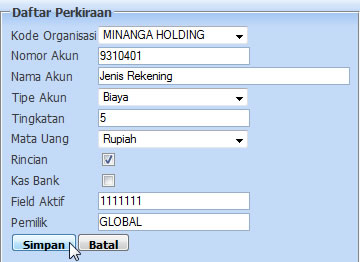 Daftar Perkiraan
Kode Organisasi MINANGA HOLDING
Nomor Akun 9310401
Nama Akun Jenis Rekening
Tipe Akun Biaya
Tingkatan 5
Mata Uang Rupiah
Rincian
Kas Bank
Field Aktif 1111111
Pemilik GLOBAL
Simpan Batal